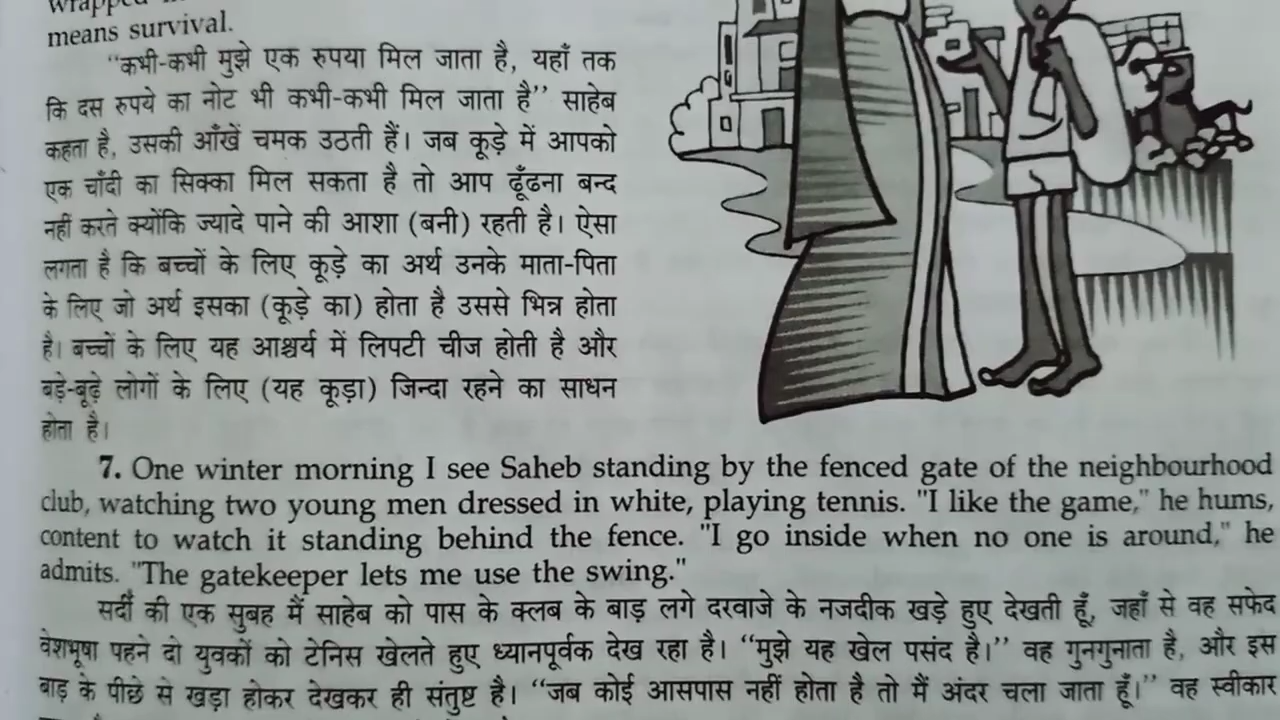 wrapped in
means survival.
“कभी-कभी मुझे एक रुपया मिल जाता है, यहाँ तक
कि दस रुपये का नोट भी कभी-कभी मिल जाता है” साहेब
कहता है, उसकी आँखें चमक उठती हैं। जब कूड़े में आपको
एक चाँदी का सिक्का मिल सकता है तो आप ढूँढना बन्द
नहीं करते क्योंकि ज्यादे पाने की आशा (बनी) रहती है। ऐसा
लगता है कि बच्चों के लिए कूड़े का अर्थ उनके माता-पिता
के लिए जो अर्थ इसका (कूड़े का) होता है उससे भिन्न होता
है। बच्चों के लिए यह आश्चर्य में लिपटी चीज होती है और
बड़े-बूढ़े लोगों के लिए (यह कूड़ा) जिन्दा रहने का साधन
होता है।
7. One winter morning I see Saheb standing by the fenced gate of the neighbourhood
club, watching two young men dressed in white, playing tennis. "I like the game," he hums,
content to watch it standing behind the fence. "I go inside when no one is around," he
admits. "The gatekeeper lets me use the swing."
सर्दी की एक सुबह मैं साहेब को पास के क्लब के बाड़ लगे दरवाजे के नजदीक खड़े हुए देखती हूँ, जहाँ से वह सफेद
वेशभूषा पहने दो युवकों को टेनिस खेलते हुए ध्यानपूर्वक देख रहा है। “मुझे यह खेल पसंद है।” वह गुनगुनाता है, और इस
बाड़ के पीछे से खड़ा होकर देखकर ही संतुष्ट है। “जब कोई आसपास नहीं होता है तो मैं अंदर चला जाता हूँ।” वह स्वीकार